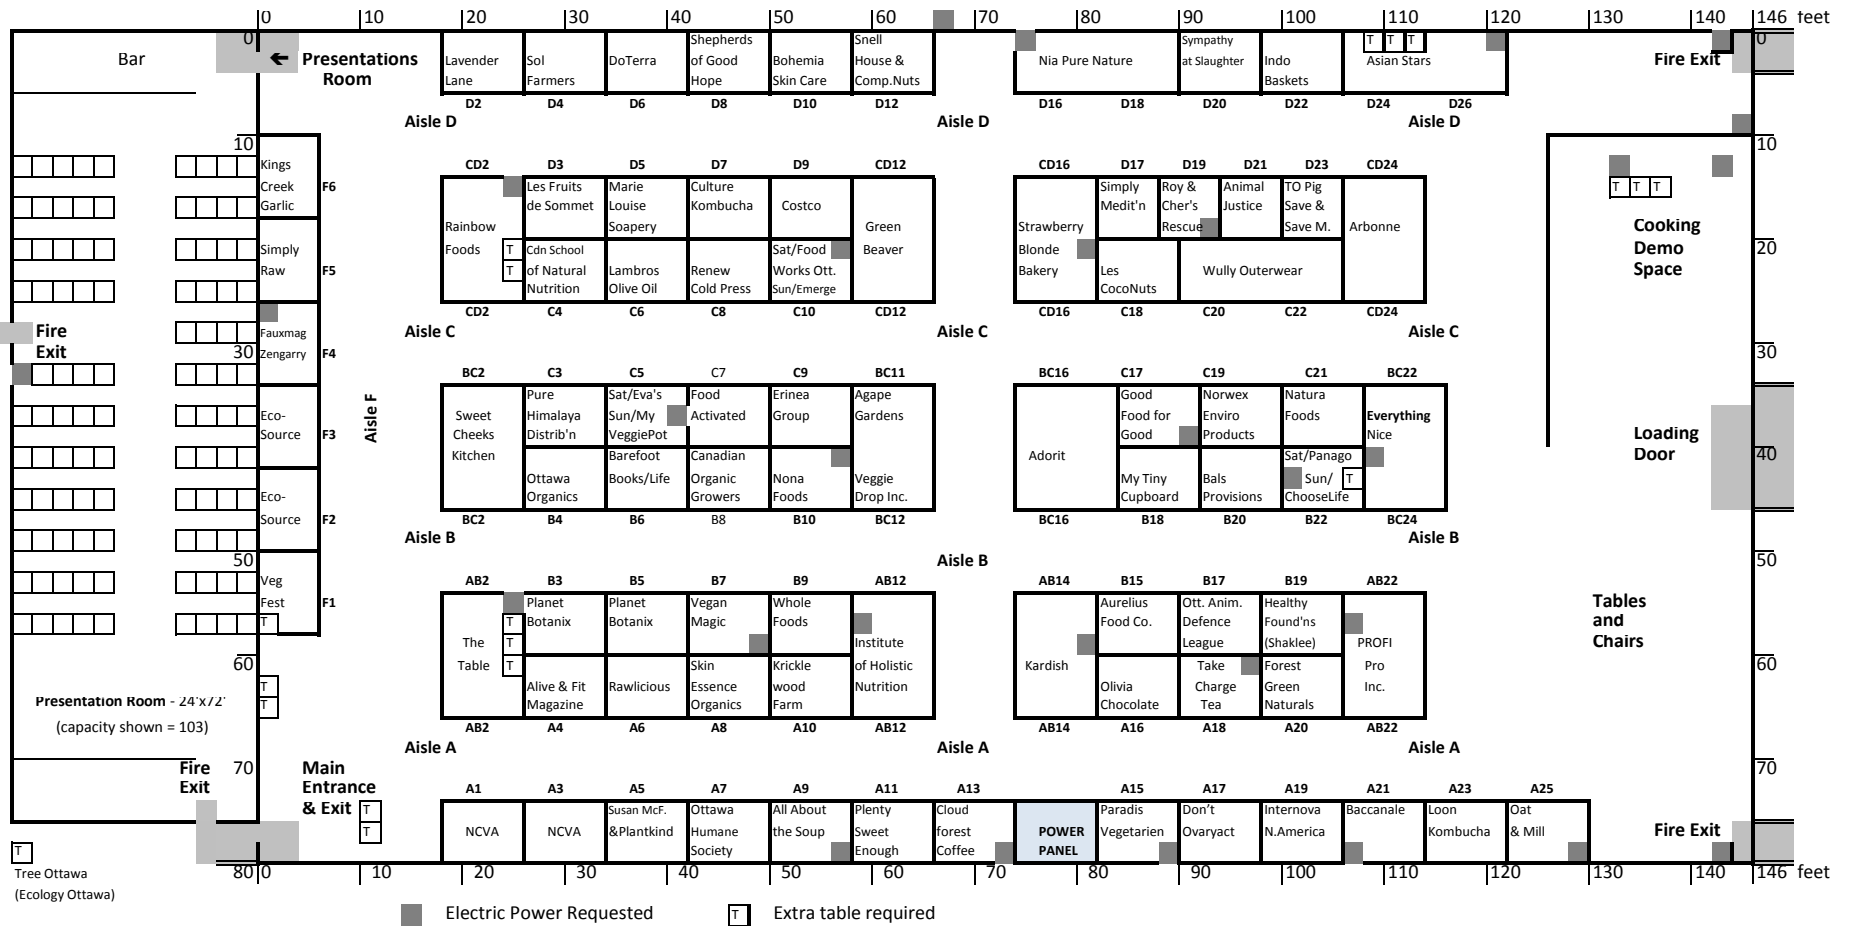 0 10 20 30 40 50 60 70 80 90 100 110 120 130 140 146 feet
Bar
0
Presentations
Room
Lavender
Lane
Sol
Farmers
DoTerra
Shepherds
of Good
Hope
Bohemia
Skin Care
Snell
House &
Comp.Nuts
Nia Pure Nature
Sympathy
at Slaughter
Indo
Baskets
T T T
Asian Stars
Fire Exit
0
D2 D4 D6 D8 D10 D12 D16 D18 D20 D22 D24 D26
Aisle D Aisle D Aisle D
10
10
Kings
Creek
Garlic
F6
Simply
Raw
F5
Fauxmag
Zengarry
F4
Eco-
Source
F3
Eco-
Source
F2
Veg
Fest
T
F1
Aisle F
CD2 D3 D5 D7 D9 CD12 CD16 D17 D19 D21 D23 CD24
Rainbow
Foods
T
T
Les Fruits
de Sommet
Marie
Louise
Soapery
Culture
Kombucha
Costco
Green
Beaver
Cdn School
of Natural
Nutrition
Lambros
Olive Oil
Renew
Cold Press
Sat/Food
Works Ott.
Sun/Emerge
Strawberry
Blonde
Bakery
Simply
Medit'n
Roy &
Cher's
Rescue
Animal
Justice
TO Pig
Save &
Save M.
Arbonne
Les
CocoNuts
Wully Outerwear
T T T
Cooking
Demo
Space
20
CD2 C4 C6 C8 C10 CD12 CD16 C18 C20 C22 CD24
Aisle C Aisle C Aisle C
Fire
Exit
30
30
BC2 C3 C5 C7 C9 BC11 BC16 C17 C19 C21 BC22
Sweet
Cheeks
Kitchen
Pure
Himalaya
Distrib'n
Sat/Eva's
Sun/My
VeggiePot
Food
Activated
Erinea
Group
Agape
Gardens
Ottawa
Organics
Barefoot
Books/Life
Canadian
Organic
Growers
Nona
Foods
Veggie
Drop Inc.
Adorit
Good
Food for
Good
Norwex
Enviro
Products
Natura
Foods
Everything
Nice
My Tiny
Cupboard
Bals
Provisions
Sat/Panago
Sun/
T
ChooseLife
Loading
Door
40
BC2 B4 B6 B8 B10 BC12 BC16 B18 B20 B22 BC24
Aisle B Aisle B Aisle B
50
50
AB2 B3 B5 B7 B9 AB12 AB14 B15 B17 B19 AB22
The
Table
T
T
T
Planet
Botanix
Planet
Botanix
Vegan
Magic
Whole
Foods
Institute
of Holistic
Nutrition
Alive & Fit
Magazine
Rawlicious
Skin
Essence
Organics
Krickle
wood
Farm
Kardish
Aurelius
Food Co.
Ott. Anim.
Defence
League
Healthy
Found'ns
(Shaklee)
PROFI
Pro
Inc.
Olivia
Chocolate
Take
Charge
Tea
Forest
Green
Naturals
Tables
and
Chairs
60
60
T
T
Presentation Room - 24'x72'
(capacity shown = 103)
AB2 A4 A6 A8 A10 AB12 AB14 A16 A18 A20 AB22
Aisle A Aisle A Aisle A
70
70
Fire
Exit
Main
Entrance
& Exit
T
T
A1 A3 A5 A7 A9 A11 A13 A15 A17 A19 A21 A23 A25
NCVA
NCVA
Susan McF.
&Plantkind
Ottawa
Humane
Society
All About
the Soup
Plenty
Sweet
Enough
Cloud
forest
Coffee
POWER
PANEL
Paradis
Vegetarien
Don't
Ovaryact
Internova
N.America
Baccanale
Loon
Kombucha
Oat
& Mill
Fire Exit
T
Tree Ottawa
(Ecology Ottawa)
80 10 20 30 40 50 60 70 80 90 100 110 120 130 140 146 feet
Electric Power Requested
T Extra table required